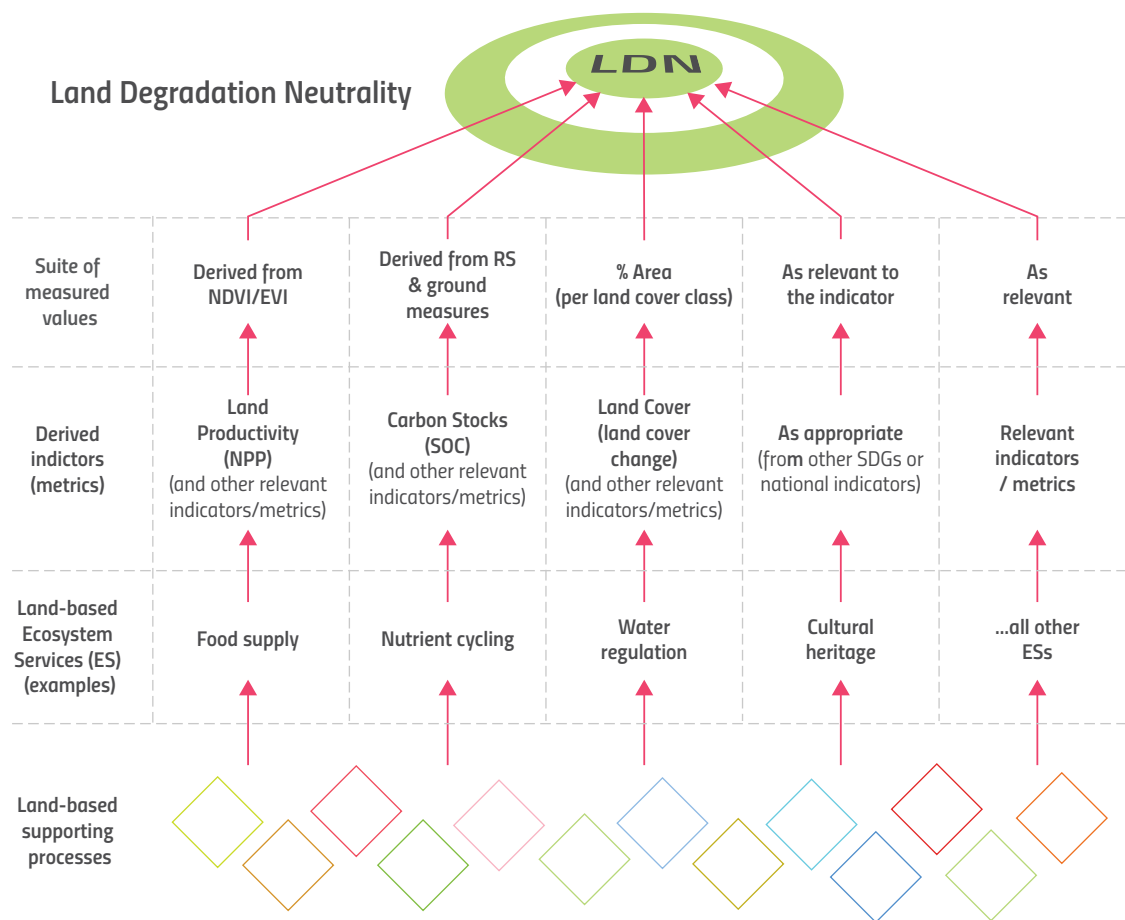 LDN
Land Degradation Neutrality
Suite of
measured
values
Derived from
NDVI/EVI
Derived from RS
& ground
measures
% Area
(per land cover class)
As relevant to
the indicator
As
relevant
Derived
indictors
(metrics)
Land
Productivity
(NPP)
(and other relevant
indicators/metrics)
Carbon Stocks
(SOC)
(and other relevant
indicators/metrics)
Land Cover
(land cover
change)
(and other relevant
indicators/metrics)
As appropriate
(from other SDGs or
national indicators)
Relevant
indicators
/ metrics
Land-based
Ecosystem
Services (ES)
(examples)
Food supply
Nutrient cycling
Water
regulation
Cultural
heritage
...all other
ESs
Land-based
supporting
processes